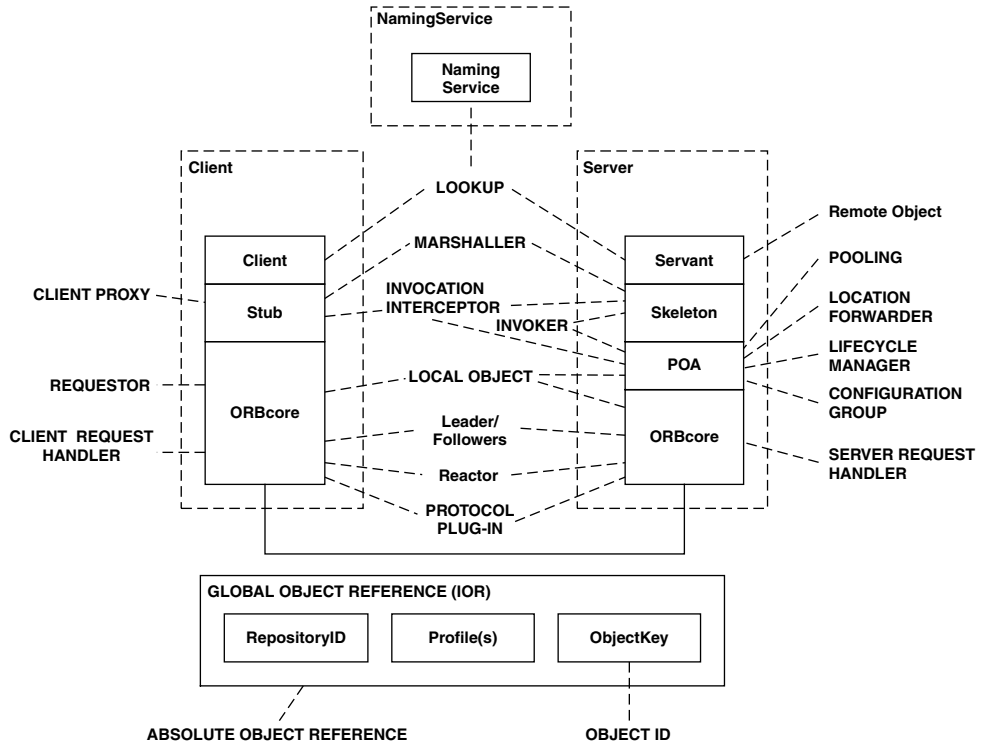 NamingService
Naming
Service
Client
Server
LOOKUP
Remote Object
MARSHALLER
Client
Servant
POOLING
CLIENT PROXY
INVOCATION
INTERCEPTOR
Stub
Skeleton
LOCATION
FORWARDER
INVOKER
POA
LIFECYCLE
MANAGER
REQUESTOR
LOCAL OBJECT
CONFIGURATION
GROUP
ORBcore
Leader/
Followers
ORBcore
CLIENT REQUEST
HANDLER
SERVER REQUEST
HANDLER
Reactor
PROTOCOL
PLUG-IN
GLOBAL OBJECT REFERENCE (IOR)
RepositoryID
Profile(s)
ObjectKey
ABSOLUTE OBJECT REFERENCE
OBJECT ID